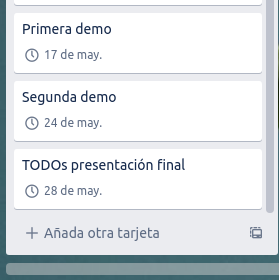 Primera demo
17 de may.
Segunda demo
24 de may.
TODOs presentación final
28 de may.
Añada otra tarjeta